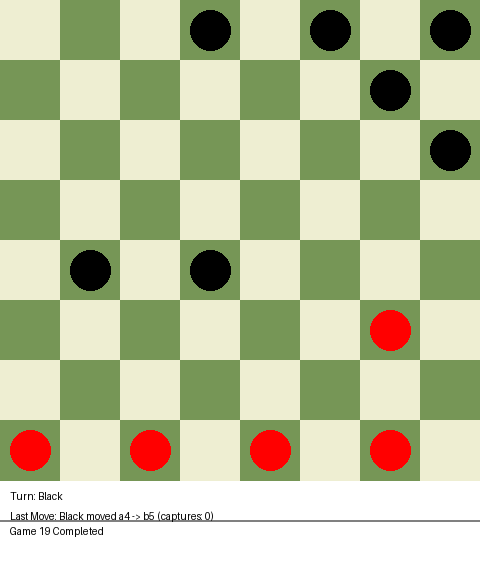 Turn: Black
Last Move: Black moved a4 -> b5 (captures: 0)
Game 19 Completed